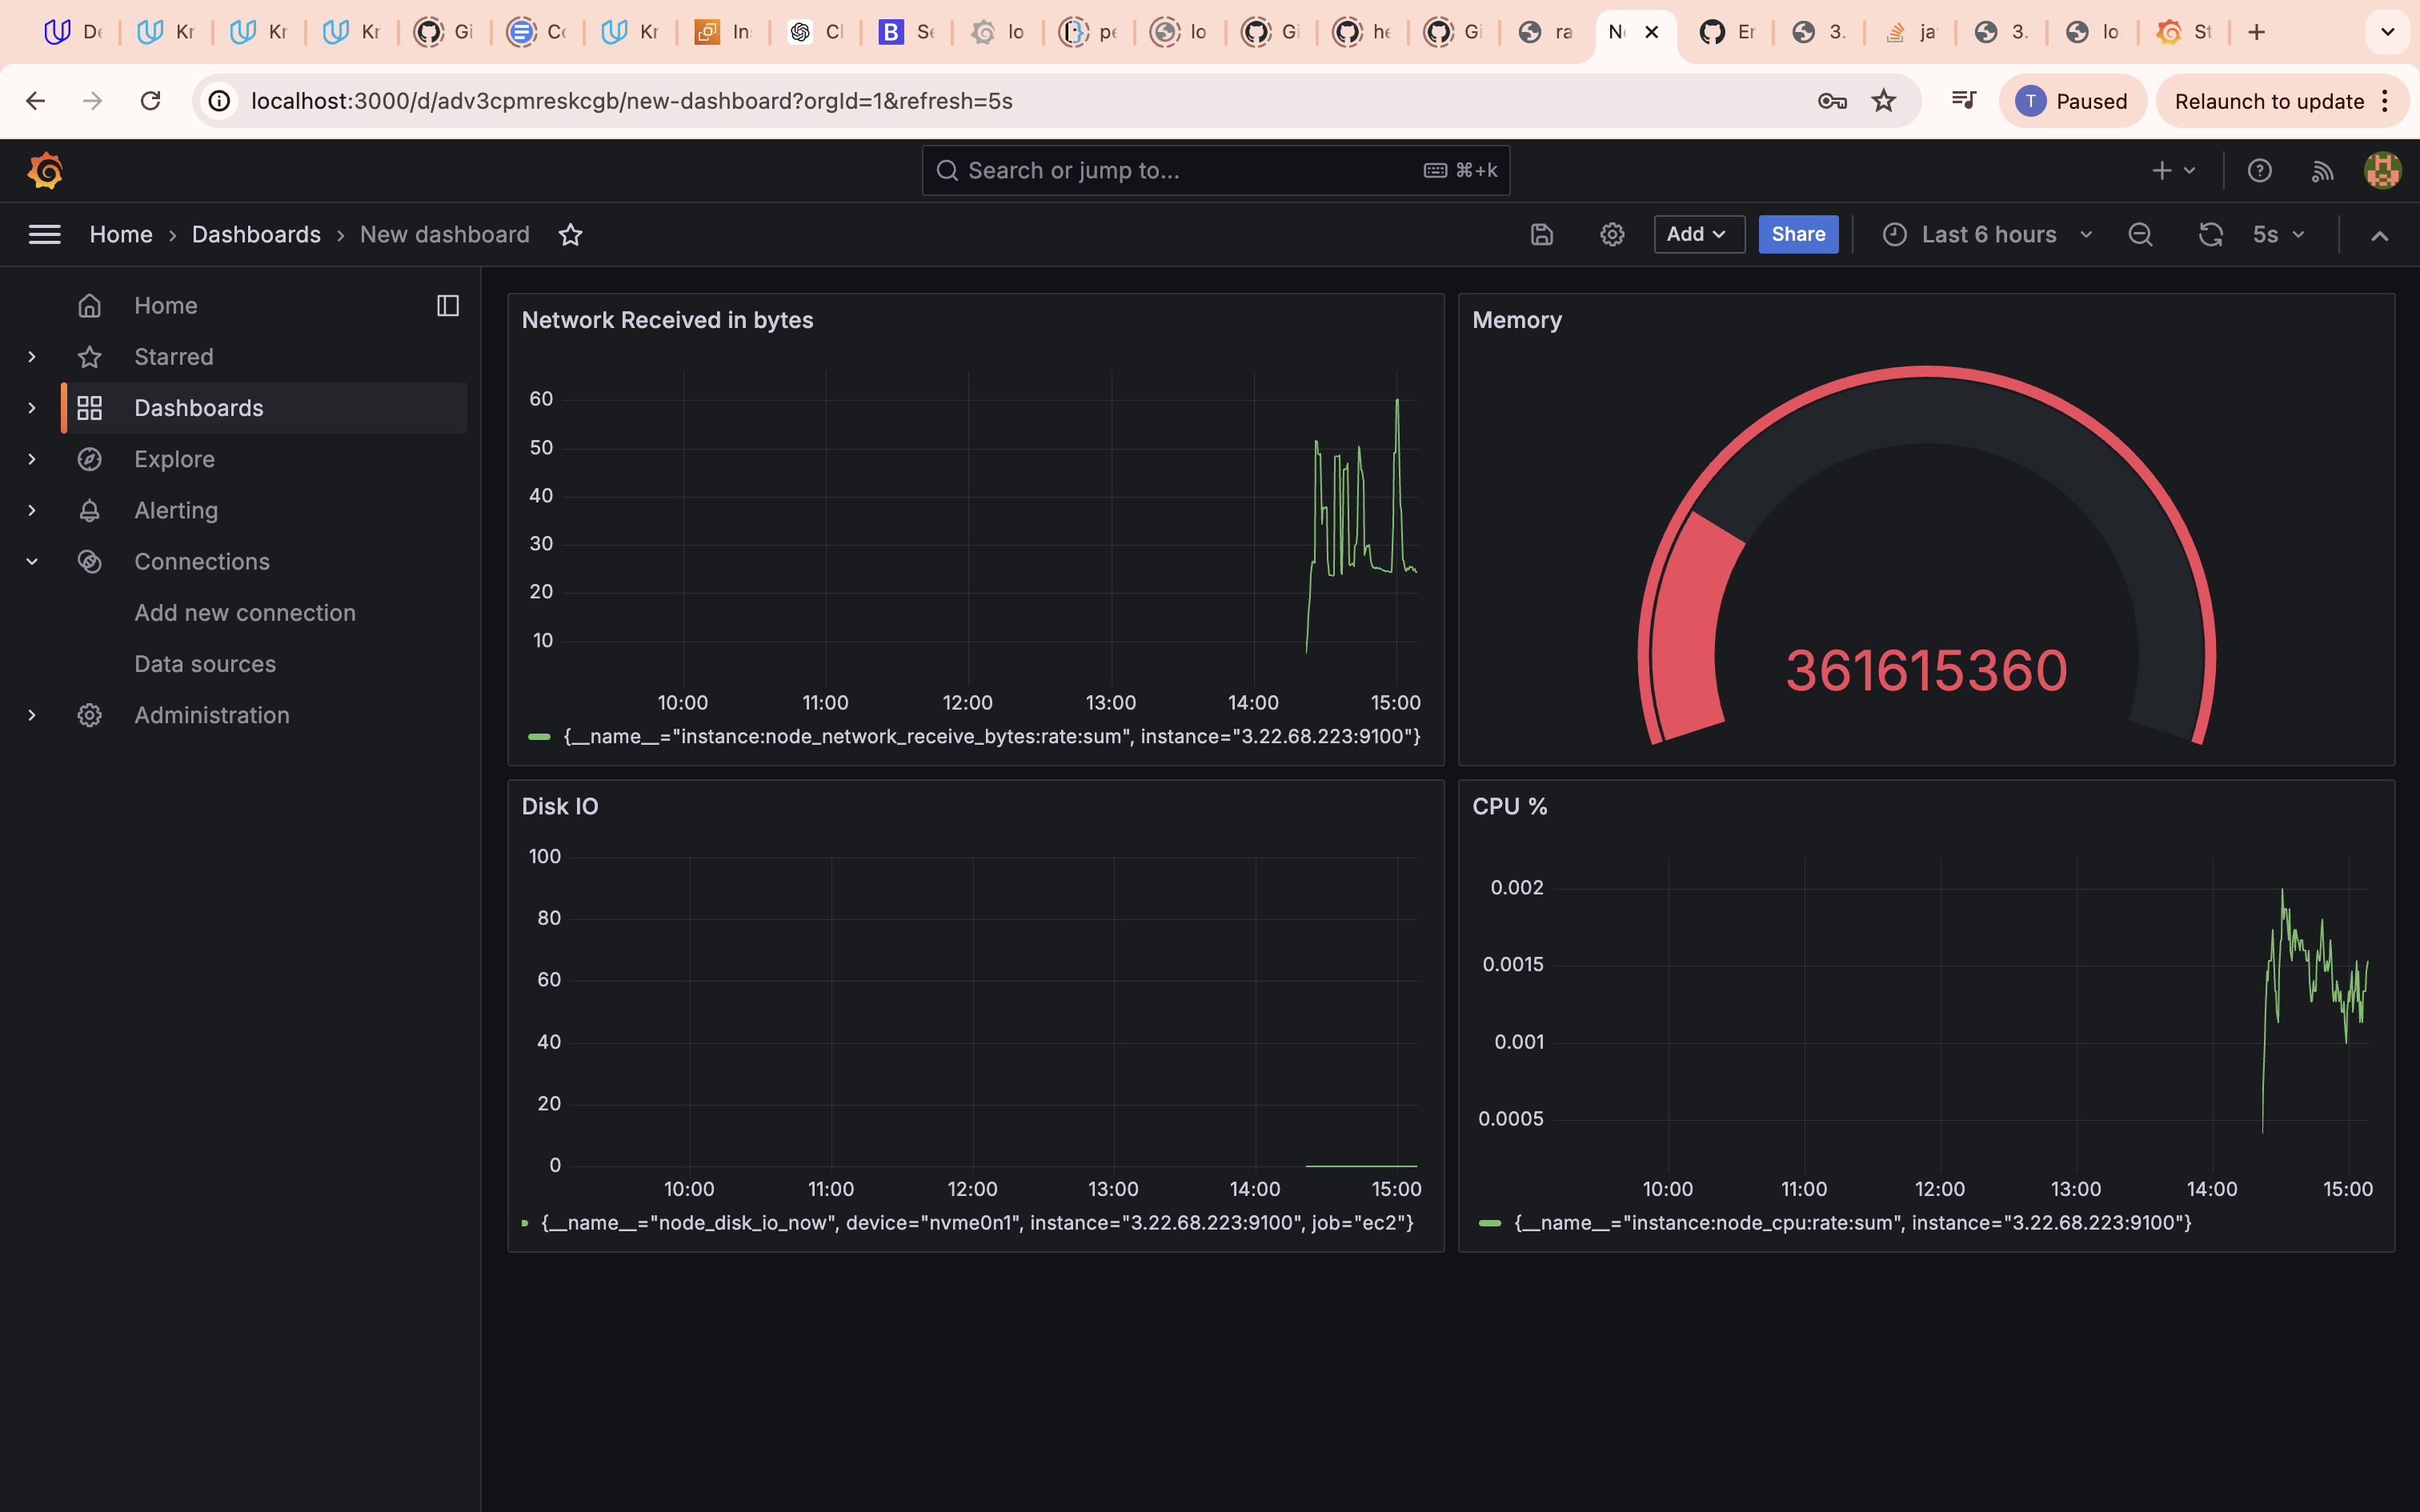 De Kr Kr Kr Gi Co Kr In Cl Se lo pe lo Gi he Gi ra Ne Er 3. ja 3. lo St
localhost:3000/d/adv3cpmreskcgb/new-dashboard?orgId=1&refresh=5s
T Paused
Relaunch to update
Search or jump to...
⌘+k
Home > Dashboards > New dashboard
Add
Share
Last 6 hours
5s
Home
Starred
Dashboards
Explore
Alerting
Connections
Add new connection
Data sources
Administration
Network Received in bytes
60
50
40
30
20
10
10:00 11:00 12:00 13:00 14:00 15:00
{__name__="instance:node_network_receive_bytes:rate:sum", instance="3.22.68.223:9100"}
Memory
361615360
Disk IO
100
80
60
40
20
0
10:00 11:00 12:00 13:00 14:00 15:00
{__name__="node_disk_io_now", device="nvme0n1", instance="3.22.68.223:9100", job="ec2"}
CPU %
0.002
0.0015
0.001
0.0005
10:00 11:00 12:00 13:00 14:00 15:00
{__name__="instance:node_cpu:rate:sum", instance="3.22.68.223:9100"}